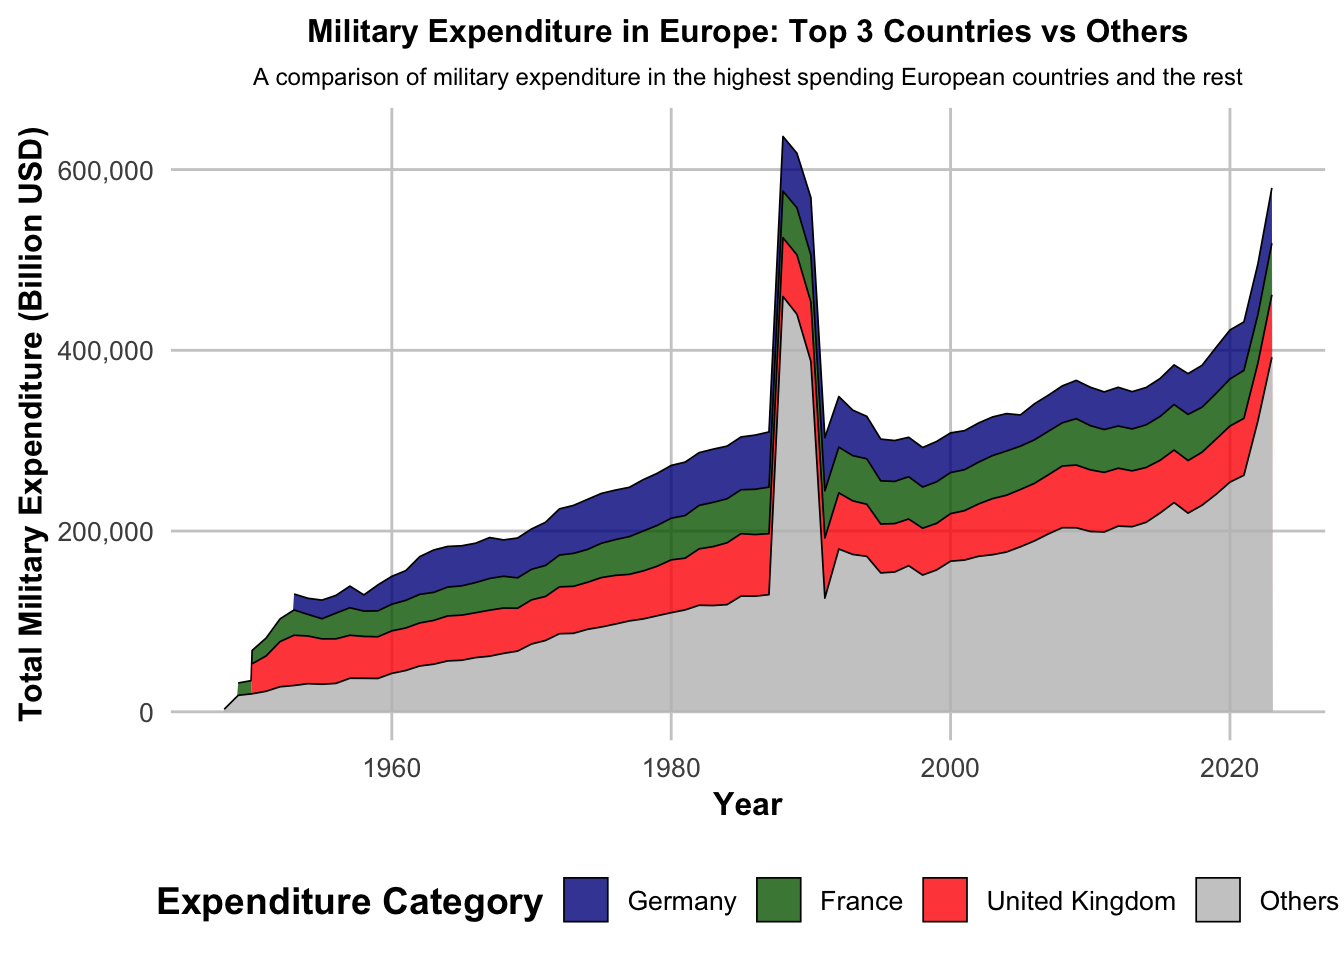 Military Expenditure in Europe: Top 3 Countries vs Others
A comparison of military expenditure in the highest spending European countries and the rest
Total Military Expenditure (Billion USD)
600,000
400,000
200,000
0
1960 1980 2000 2020
Year
Expenditure Category Germany France United Kingdom Others